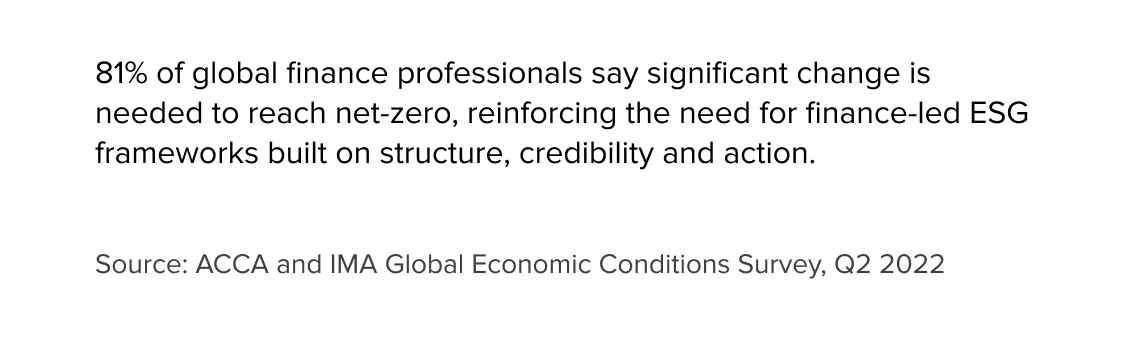 81% of global finance professionals say significant change is
needed to reach net-zero, reinforcing the need for finance-led ESG
frameworks built on structure, credibility and action.
Source: ACCA and IMA Global Economic Conditions Survey, Q2 2022